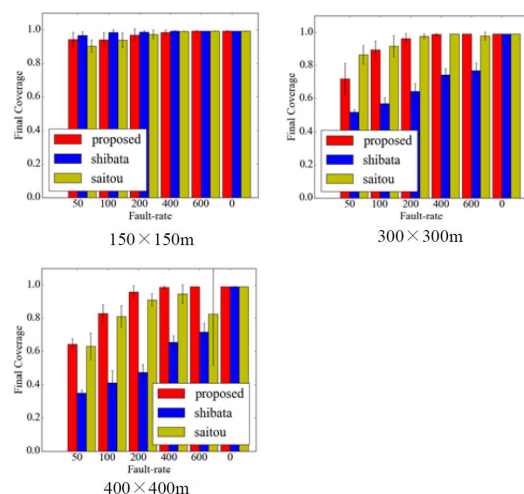 Final Coverage
1.0
0.8
0.6
0.4
0.2
0.0
proposed
shibata
saitou
50 100 200 400 600 0
Fault-rate
150×150m
Final Coverage
1.0
0.8
0.6
0.4
0.2
0.0
proposed
shibata
saitou
50 100 200 400 600 0
Fault-rate
300×300m
Final Coverage
1.0
0.8
0.6
0.4
0.2
0.0
proposed
shibata
saitou
50 100 200 400 600 0
Fault-rate
400×400m